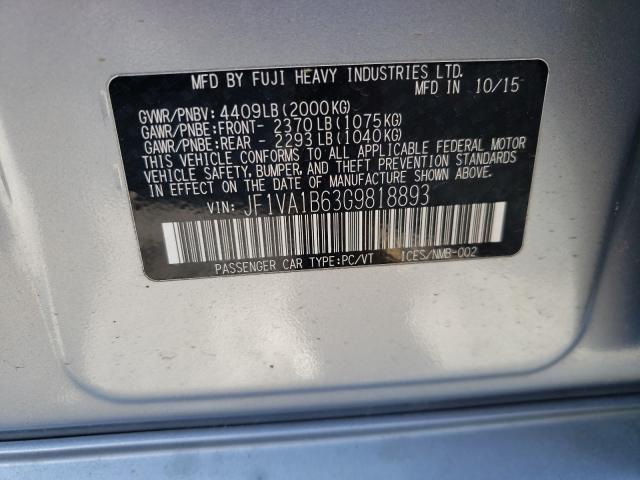 MFD BY FUJI HEAVY INDUSTRIES LTD.
MFD IN 10/15
GVWR/PNBV: 4409LB(2000KG)
GAWR/PNBE:FRONT- 2370LB(1075KG)
GAWR/PNBE:REAR - 2293LB(1040KG)
THIS VEHICLE CONFORMS TO ALL APPLICABLE FEDERAL MOTOR
VEHICLE SAFETY, BUMPER, AND THEFT PREVENTION STANDARDS
IN EFFECT ON THE DATE OF MANUFACTURE SHOWN ABOVE.
VIN: JF1VA1B63G9818893
PASSENGER CAR TYPE:PC/VT ICES/NMB-002